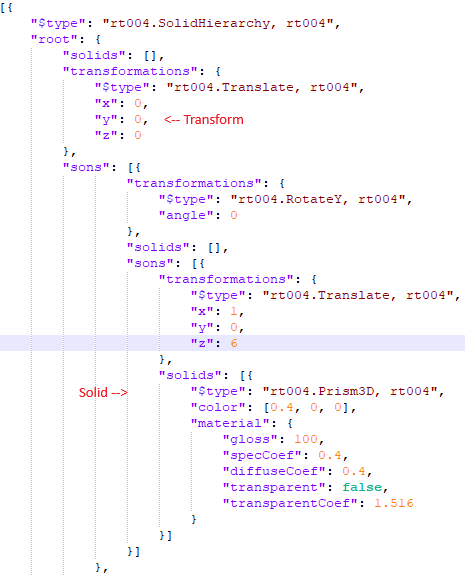 [{
    "$type": "rt004.SolidHierarchy, rt004",
    "root": {
        "solids": [],
        "transformations": {
            "$type": "rt004.Translate, rt004",
            "x": 0,
            "y": 0,  <-- Transform
            "z": 0
        },
        "sons": [{
                "transformations": {
                    "$type": "rt004.RotateY, rt004",
                    "angle": 0
                },
                "solids": [],
                "sons": [{
                    "transformations": {
                        "$type": "rt004.Translate, rt004",
                        "x": 1,
                        "y": 0,
                        "z": 6
                    },
                    "solids": [{
Solid -->               "$type": "rt004.Prism3D, rt004",
                        "color": [0.4, 0, 0],
                        "material": {
                            "gloss": 100,
                            "specCoef": 0.4,
                            "diffuseCoef": 0.4,
                            "transparent": false,
                            "transparentCoef": 1.516
                        }
                    }]
                }]
            },